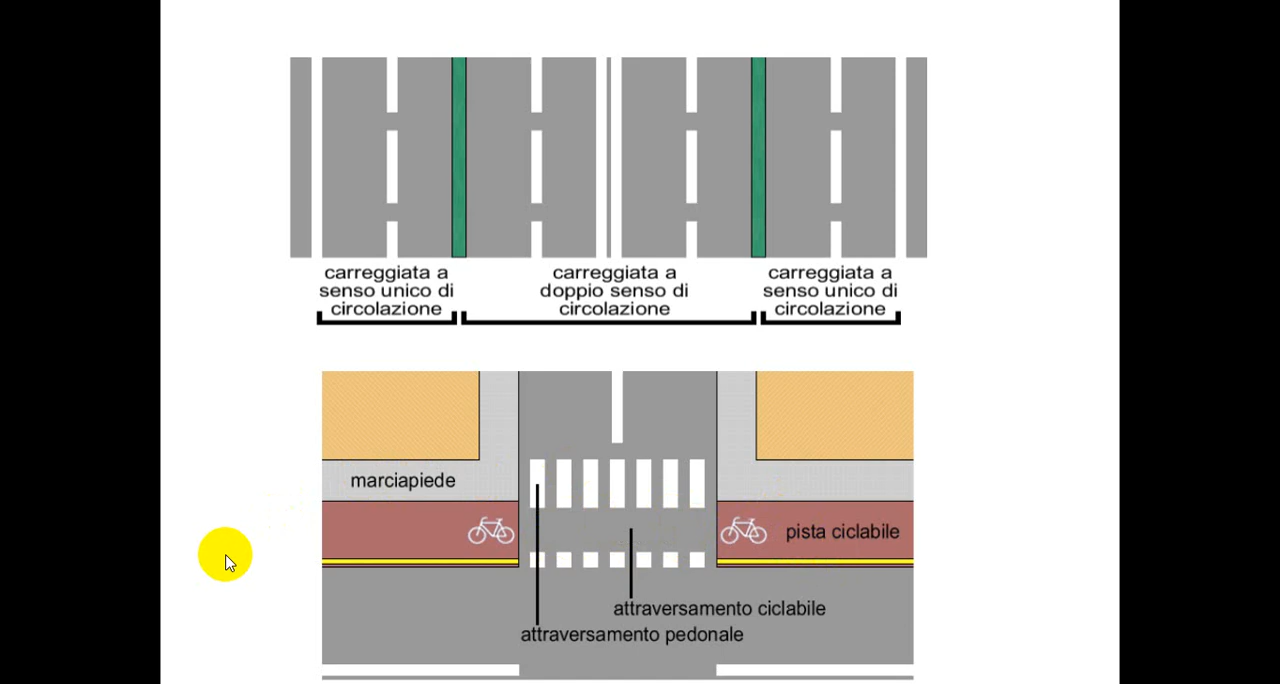 carreggiata a
senso unico di
circolazione
carreggiata a
doppio senso di
circolazione
carreggiata a
senso unico di
circolazione
marciapiede
pista ciclabile
attraversamento ciclabile
attraversamento pedonale